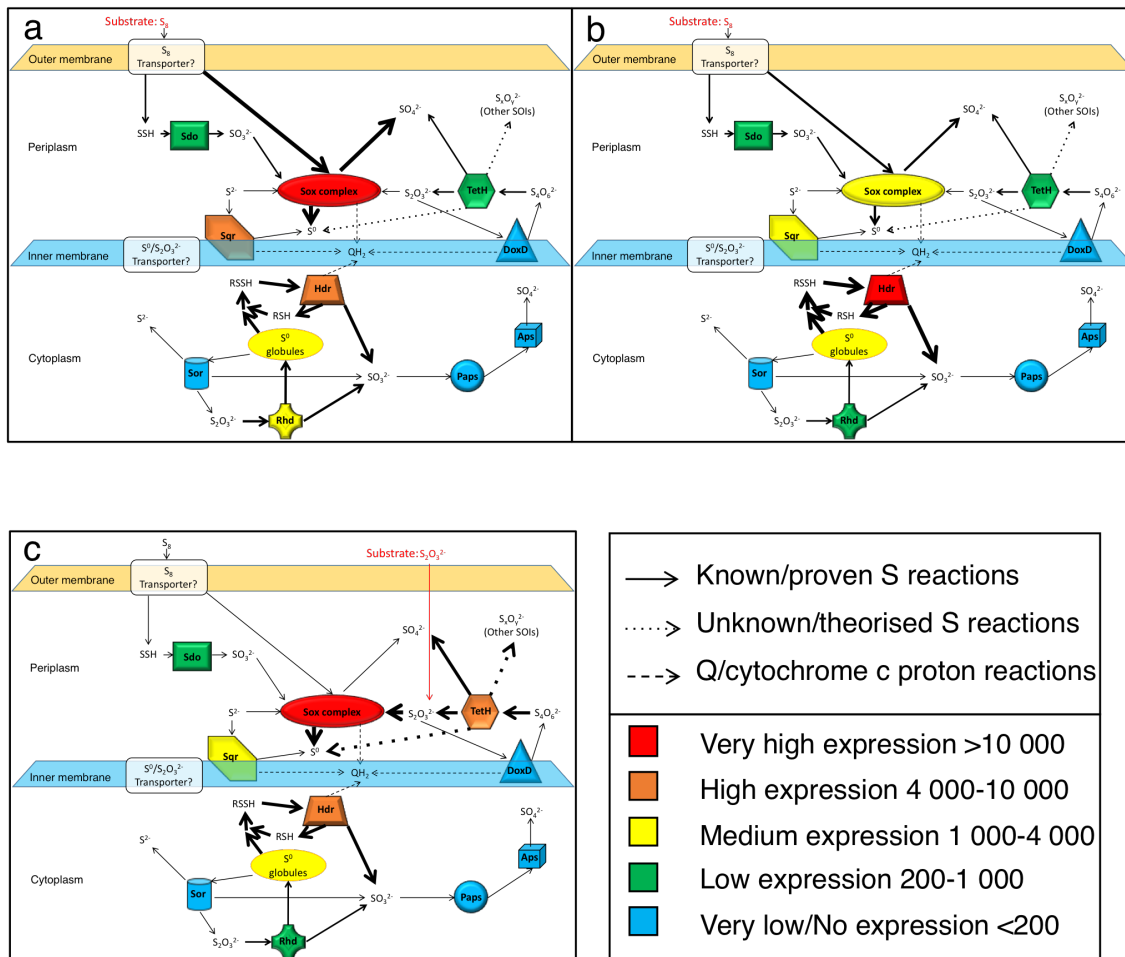 a
Substrate: S₈
Outer membrane
S₈
Transporter?
SₓOᵧ²⁻
(Other SOIs)
SO₄²⁻
SSH
Sdo
SO₃²⁻
Periplasm
S²⁻
Sox complex
S₂O₃²⁻
TetH
S₄O₆²⁻
Sqr
S⁰
Inner membrane
S⁰/S₂O₃²⁻
Transporter?
QH₂
DoxD
RSSH
Hdr
RSH
SO₄²⁻
S²⁻
S⁰
globules
Aps
Cytoplasm
Sor
SO₃²⁻
Paps
S₂O₃²⁻
Rhd
b
Substrate: S₈
Outer membrane
S₈
Transporter?
SₓOᵧ²⁻
(Other SOIs)
SO₄²⁻
SSH
Sdo
SO₃²⁻
Periplasm
S²⁻
Sox complex
S₂O₃²⁻
TetH
S₄O₆²⁻
Sqr
S⁰
Inner membrane
S⁰/S₂O₃²⁻
Transporter?
QH₂
DoxD
RSSH
Hdr
RSH
SO₄²⁻
S²⁻
S⁰
globules
Aps
Cytoplasm
Sor
SO₃²⁻
Paps
S₂O₃²⁻
Rhd
c
S₈
Substrate: S₂O₃²⁻
Outer membrane
S₈
Transporter?
SₓOᵧ²⁻
(Other SOIs)
SO₄²⁻
SSH
Sdo
SO₃²⁻
Periplasm
S²⁻
Sox complex
S₂O₃²⁻
TetH
S₄O₆²⁻
Sqr
S⁰
Inner membrane
S⁰/S₂O₃²⁻
Transporter?
QH₂
DoxD
RSSH
Hdr
RSH
SO₄²⁻
S²⁻
S⁰
globules
Aps
Cytoplasm
Sor
SO₃²⁻
Paps
S₂O₃²⁻
Rhd
Known/proven S reactions
Unknown/theorised S reactions
Q/cytochrome c proton reactions
Very high expression >10 000
High expression 4 000-10 000
Medium expression 1 000-4 000
Low expression 200-1 000
Very low/No expression <200